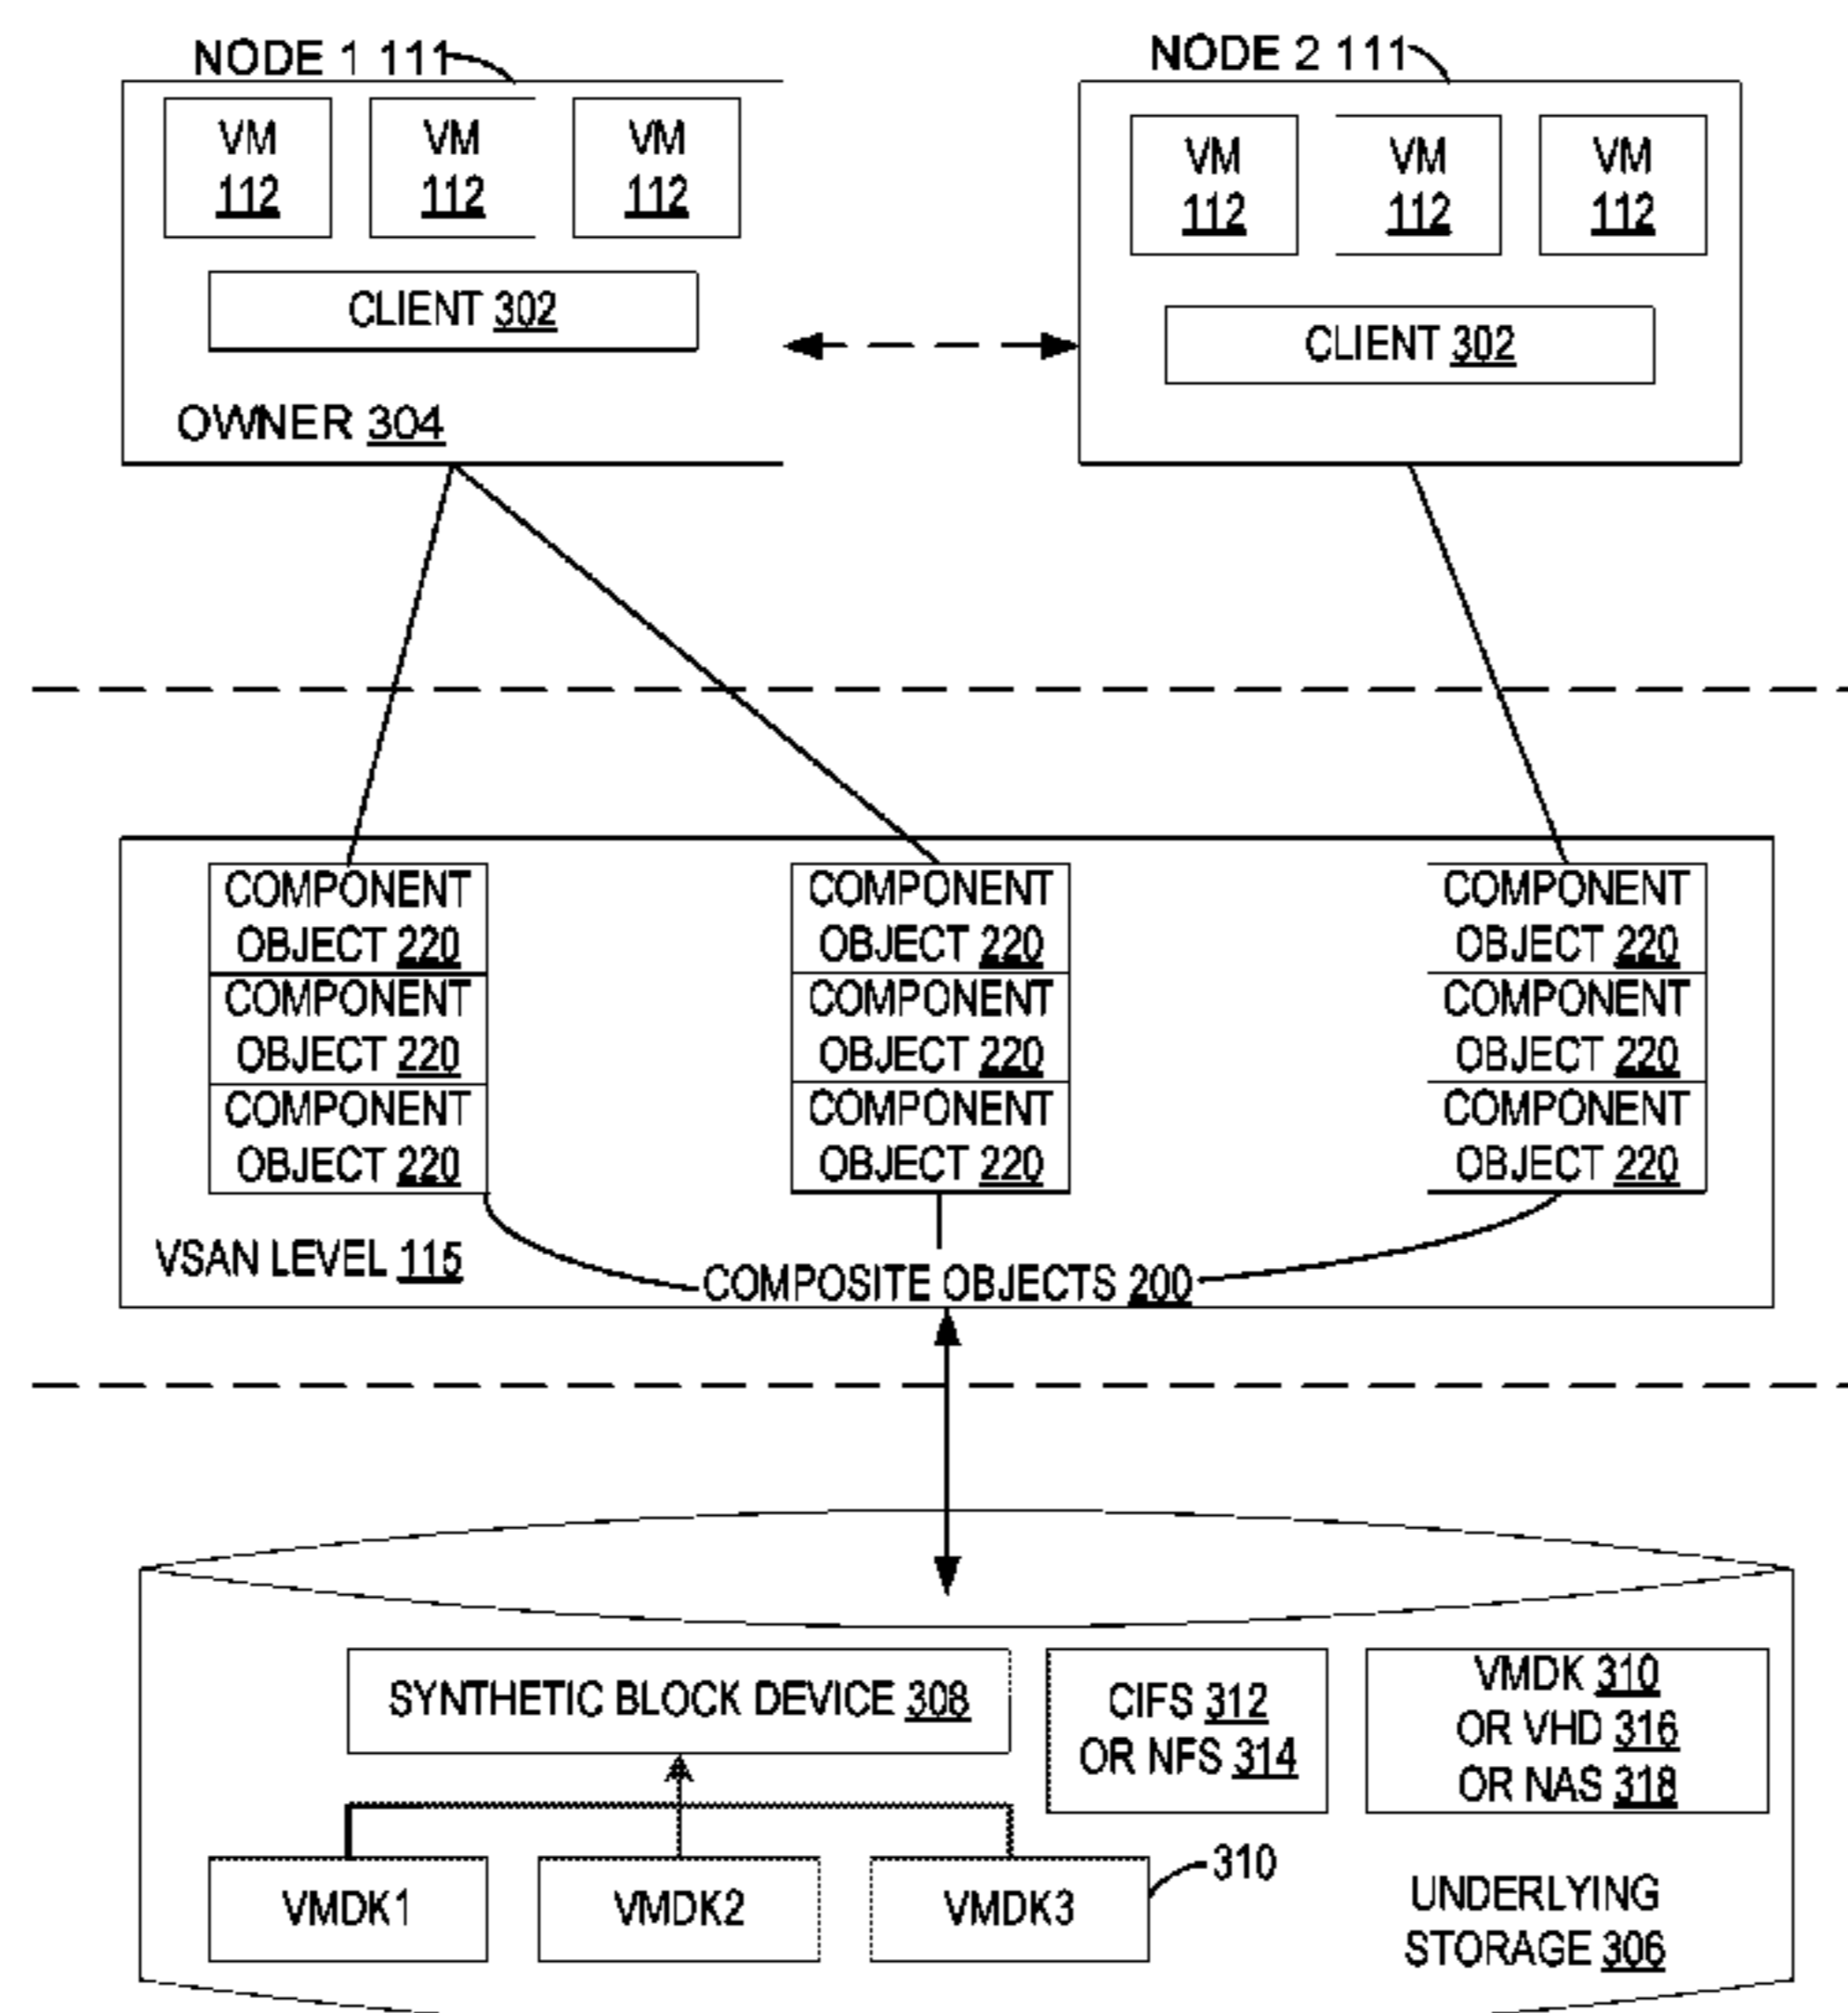 NODE 1 111
NODE 2 111
VM
112
VM
112
VM
112
VM
112
VM
112
VM
112
CLIENT 302
CLIENT 302
OWNER 304
COMPONENT
OBJECT 220
COMPONENT
OBJECT 220
COMPONENT
OBJECT 220
COMPONENT
OBJECT 220
COMPONENT
OBJECT 220
COMPONENT
OBJECT 220
COMPONENT
OBJECT 220
COMPONENT
OBJECT 220
COMPONENT
OBJECT 220
VSAN LEVEL 115
COMPOSITE OBJECTS 200
SYNTHETIC BLOCK DEVICE 308
CIFS 312
OR NFS 314
VMDK 310
OR VHD 316
OR NAS 318
VMDK1
VMDK2
VMDK3
310
UNDERLYING
STORAGE 306